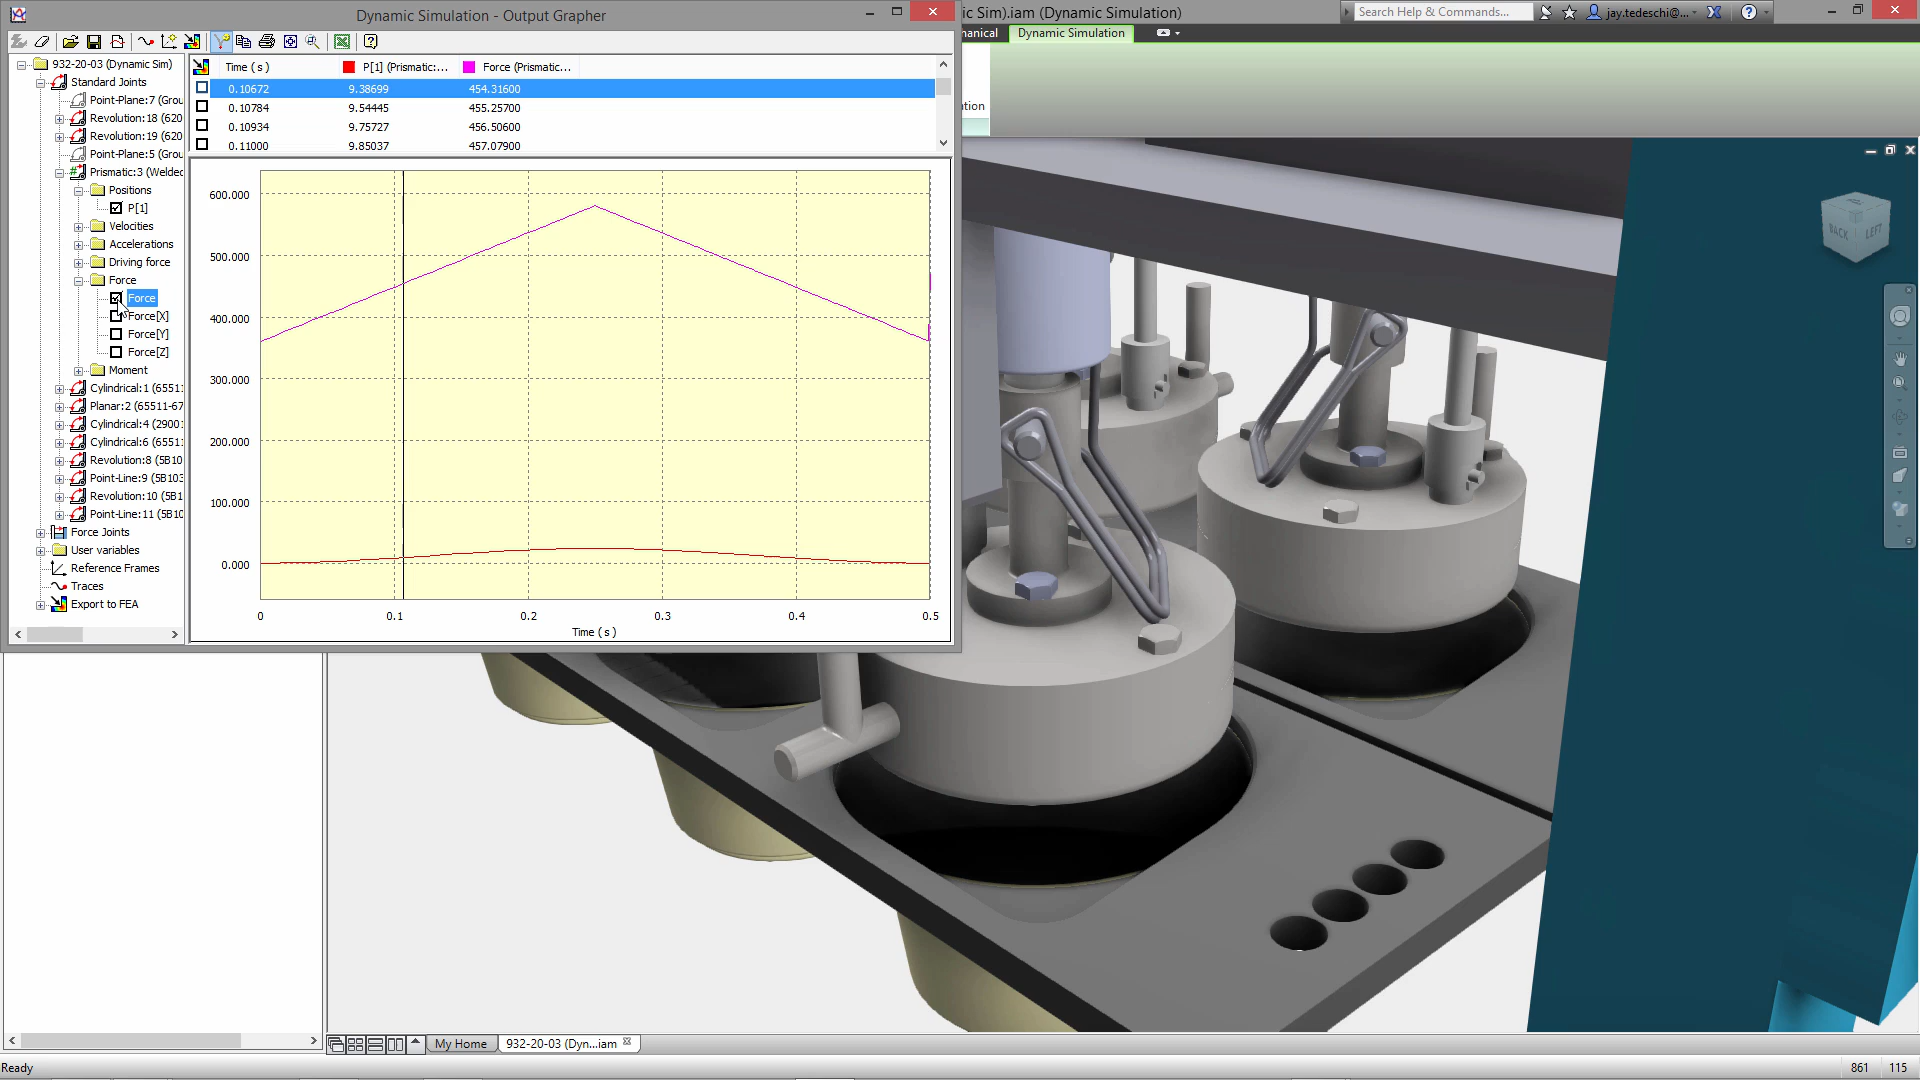 Dynamic Simulation - Output Grapher
ic Sim).iam (Dynamic Simulation)
Search Help & Commands...
jay.tedeschi@...
hanical
Dynamic Simulation
ation
932-20-03 (Dynamic Sim)
Standard Joints
Point-Plane:7 (Grou
Revolution:18 (620
Revolution:19 (620
Point-Plane:5 (Grou
Prismatic:3 (Welded
Positions
P[1]
Velocities
Accelerations
Driving force
Force
Force
Force[X]
Force[Y]
Force[Z]
Moment
Cylindrical:1 (65511
Planar:2 (65511-67
Cylindrical:4 (2900:
Cylindrical:6 (65511
Revolution:8 (5B10
Point-Line:9 (5B103
Revolution:10 (5B1
Point-Line:11 (5B10
Force Joints
User variables
Reference Frames
Traces
Export to FEA
Time ( s ) P[1] (Prismatic:... Force (Prismatic...
0.10672 9.38699 454.31600
0.10784 9.54445 455.25700
0.10934 9.75727 456.50600
0.11000 9.85037 457.07900
600.000
500.000
400.000
300.000
200.000
100.000
0.000
0 0.1 0.2 0.3 0.4 0.5
Time ( s )
BACK LEFT
My Home
932-20-03 (Dyn...iam
Ready
861 115